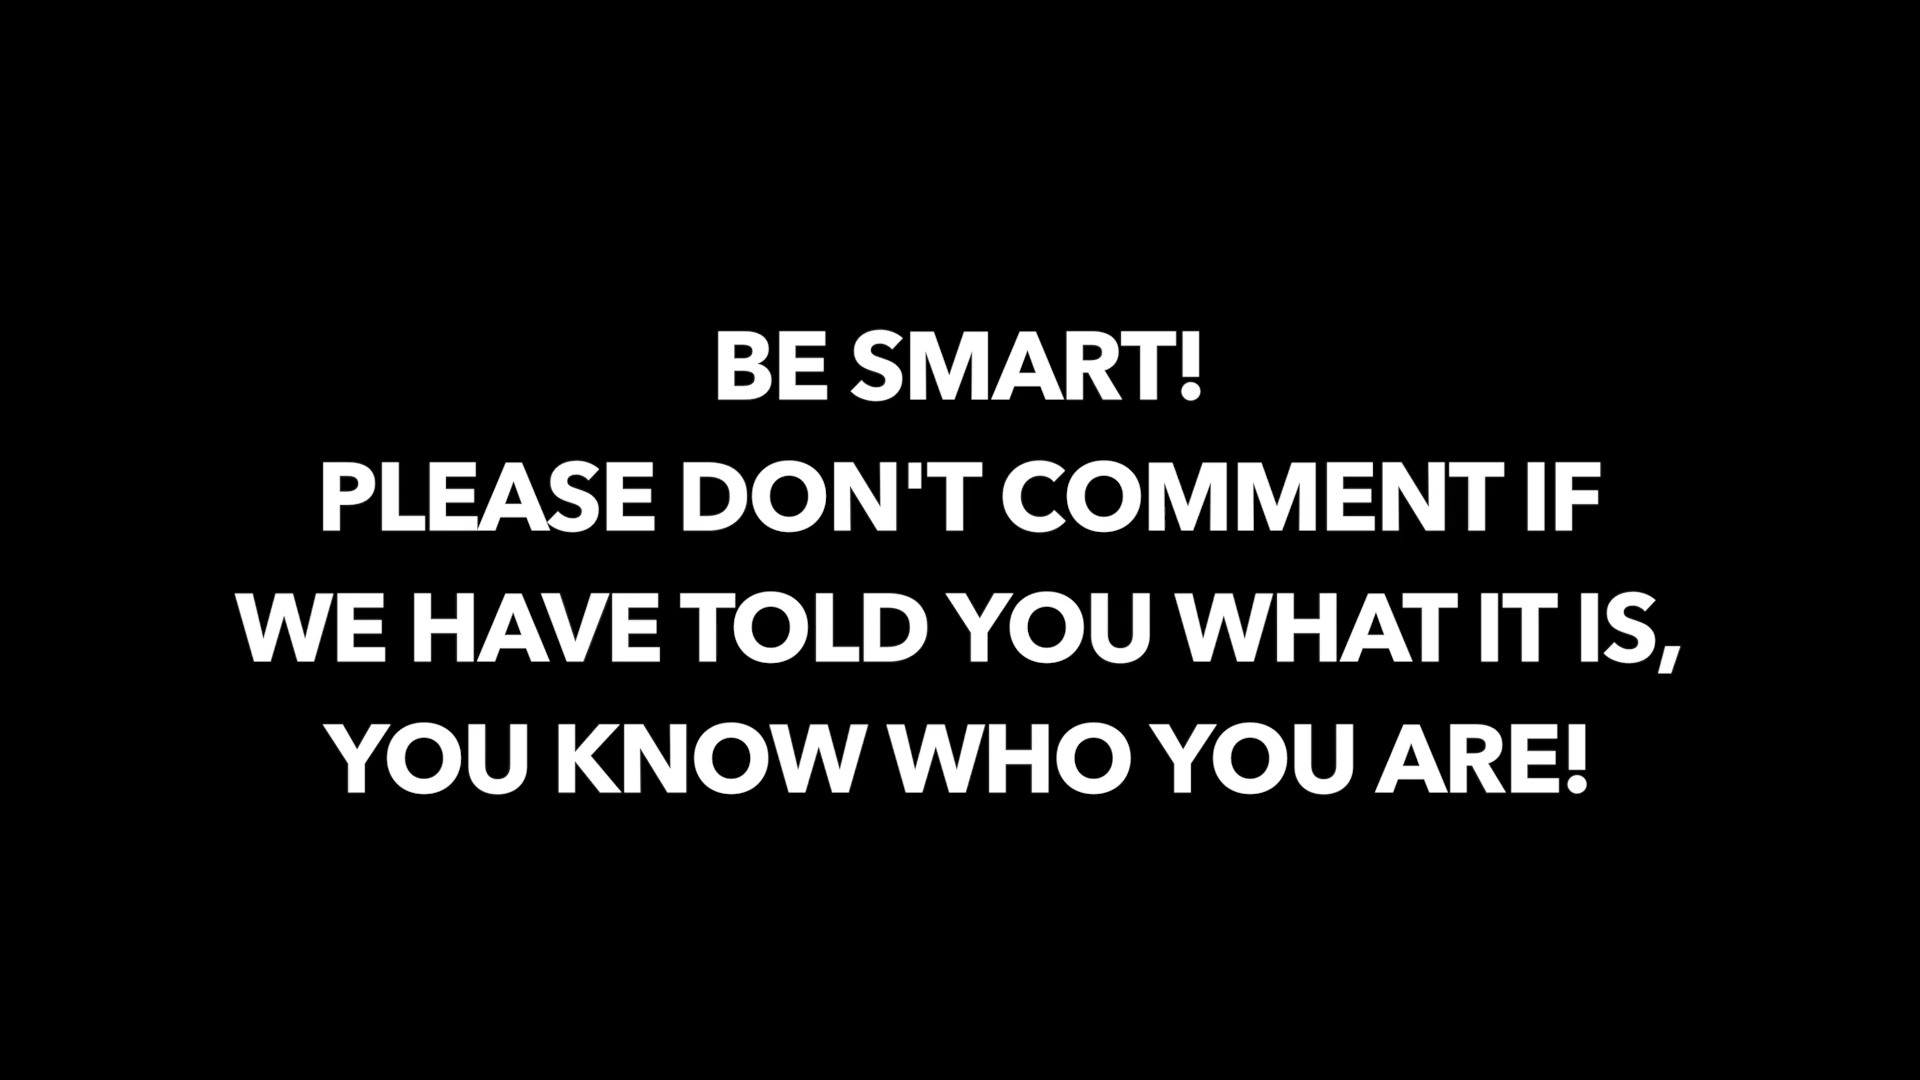 BE SMART!
PLEASE DON'T COMMENT IF
WE HAVE TOLD YOU WHAT IT IS,
YOU KNOW WHO YOU ARE!